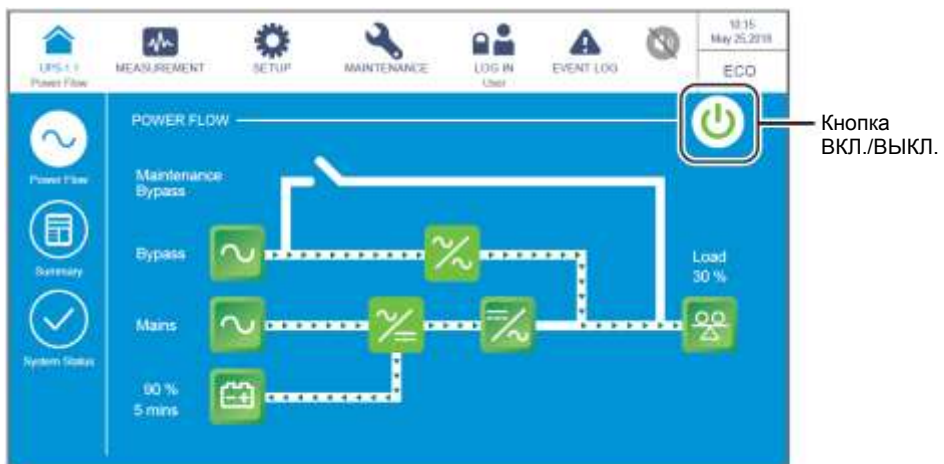 10:15
May 25,2018
UPS-1.1
Power Flow
MEASUREMENT
SETUP
MAINTENANCE
LOG IN
User
EVENT LOG
ECO
POWER FLOW
Кнопка
ВКЛ./ВЫКЛ.
Power Flow
Maintenance
Bypass
Summary
Bypass
Load
30 %
Mains
System Status
90 %
5 mins